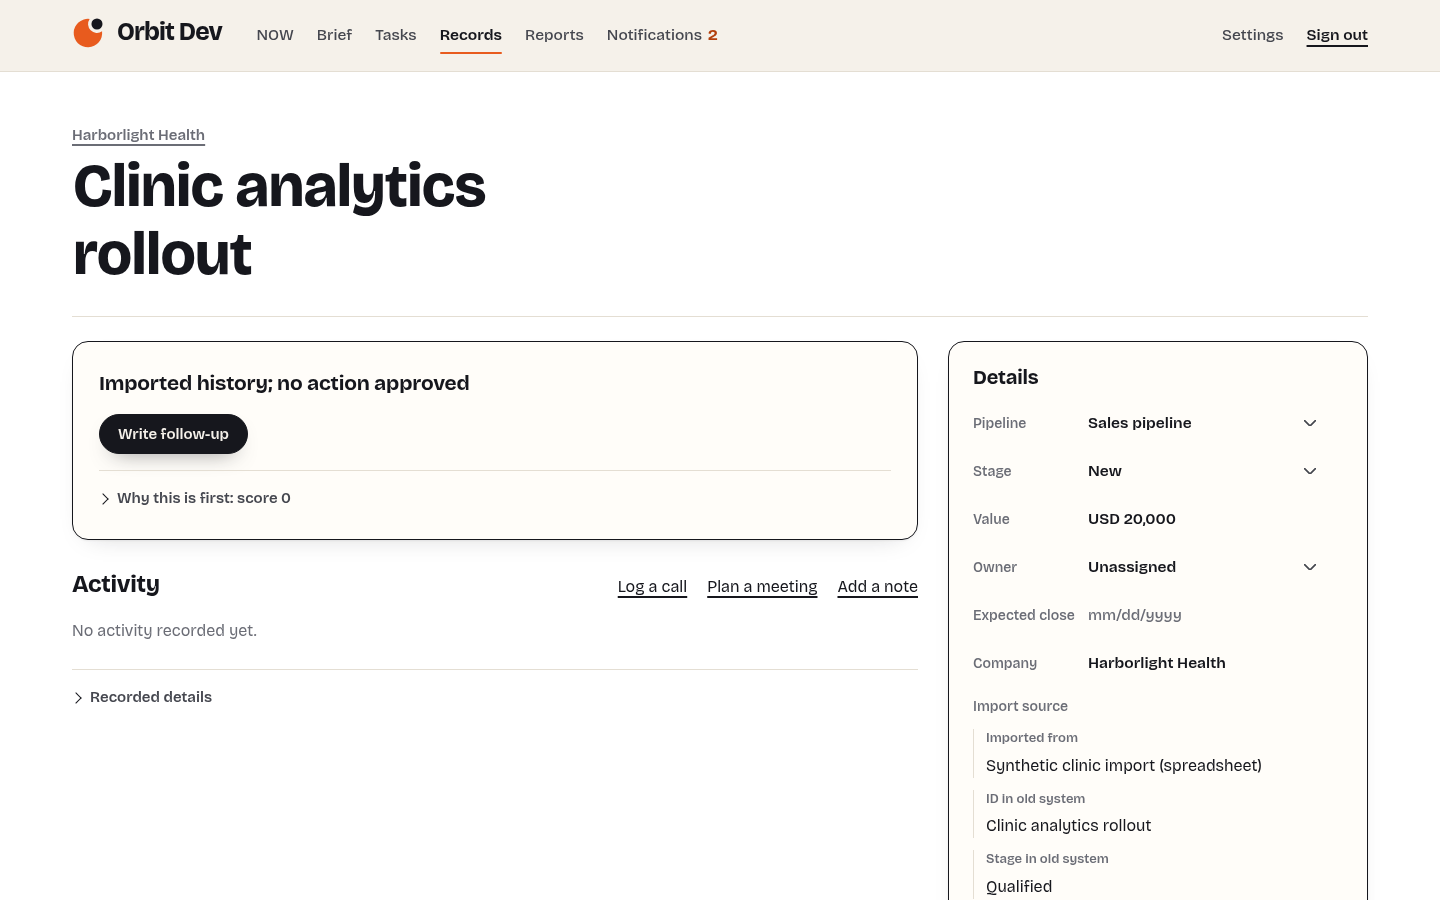 Orbit Dev
NOW
Brief
Tasks
Records
Reports
Notifications 2
Settings
Sign out
Harborlight Health
Clinic analytics
rollout
Imported history; no action approved
Write follow-up
Why this is first: score 0
Activity
Log a call
Plan a meeting
Add a note
No activity recorded yet.
Recorded details
Details
Pipeline
Sales pipeline
Stage
New
Value
USD 20,000
Owner
Unassigned
Expected close
mm/dd/yyyy
Company
Harborlight Health
Import source
Imported from
Synthetic clinic import (spreadsheet)
ID in old system
Clinic analytics rollout
Stage in old system
Qualified